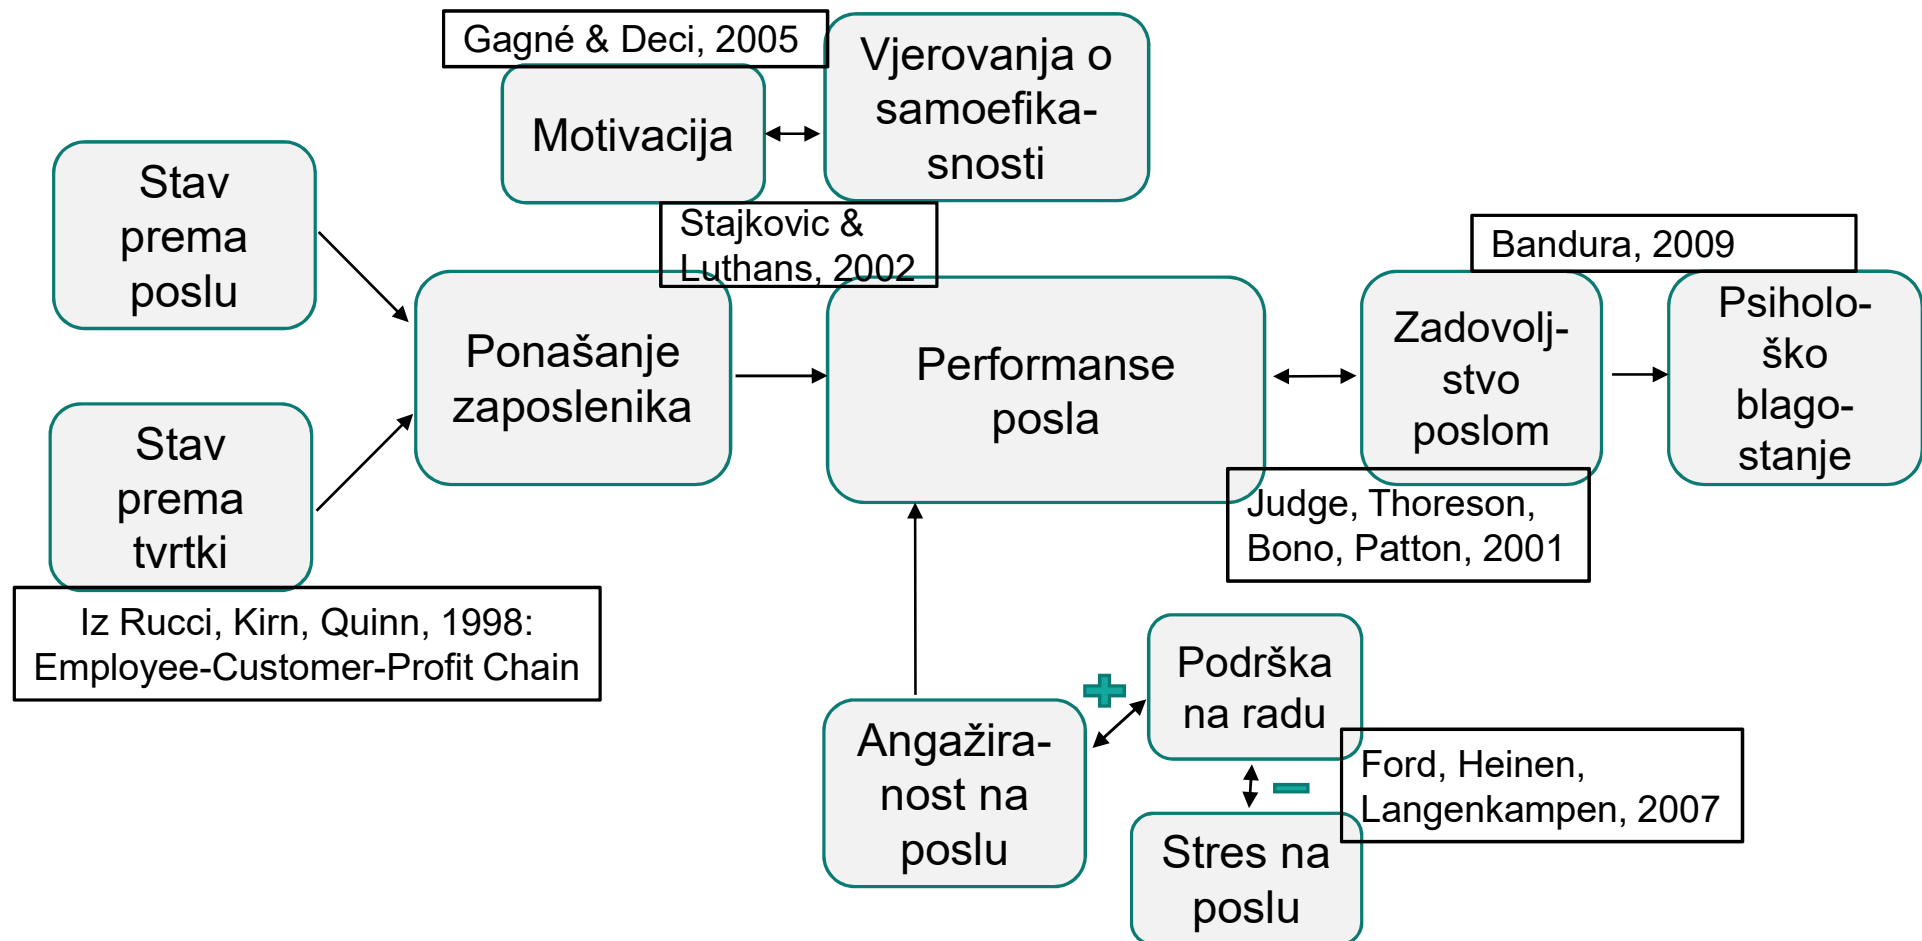 Gagné & Deci, 2005
Vjerovanja o
samoefika-
snosti
Motivacija
Stav
prema
poslu
Stajkovic &
Luthans, 2002
Bandura, 2009
Ponašanje
zaposlenika
Performanse
posla
Zadovolj-
stvo
poslom
Psiholo-
ško
blago-
stanje
Stav
prema
tvrtki
Judge, Thoreson,
Bono, Patton, 2001
Iz Rucci, Kirn, Quinn, 1998:
Employee-Customer-Profit Chain
Podrška
na radu
Angažira-
nost na
poslu
Ford, Heinen,
Langenkampen, 2007
Stres na
poslu